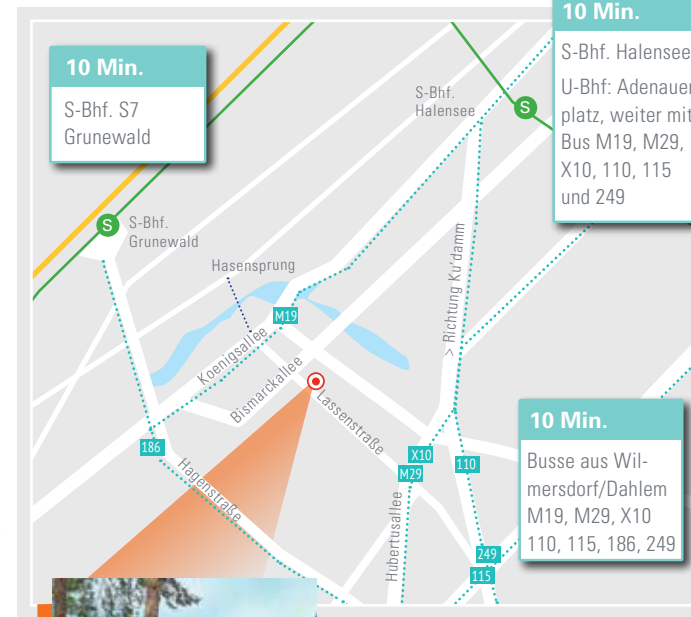 10 Min.
S-Bhf. S7
Grunewald
10 Min.
S-Bhf. Halensee
U-Bhf: Adenauer
platz, weiter mit
Bus M19, M29,
X10, 110, 115
und 249
S-Bhf.
Halensee
S
S
S-Bhf.
Grunewald
Hasensprung
> Richtung Ku'damm
M19
Koenigsallee
Bismarckallee
Lassenstraße
186
Hagenstraße
X10
M29
110
Hubertusallee
249
115
10 Min.
Busse aus Wil-
mersdorf/Dahlem
M19, M29, X10
110, 115, 186, 249